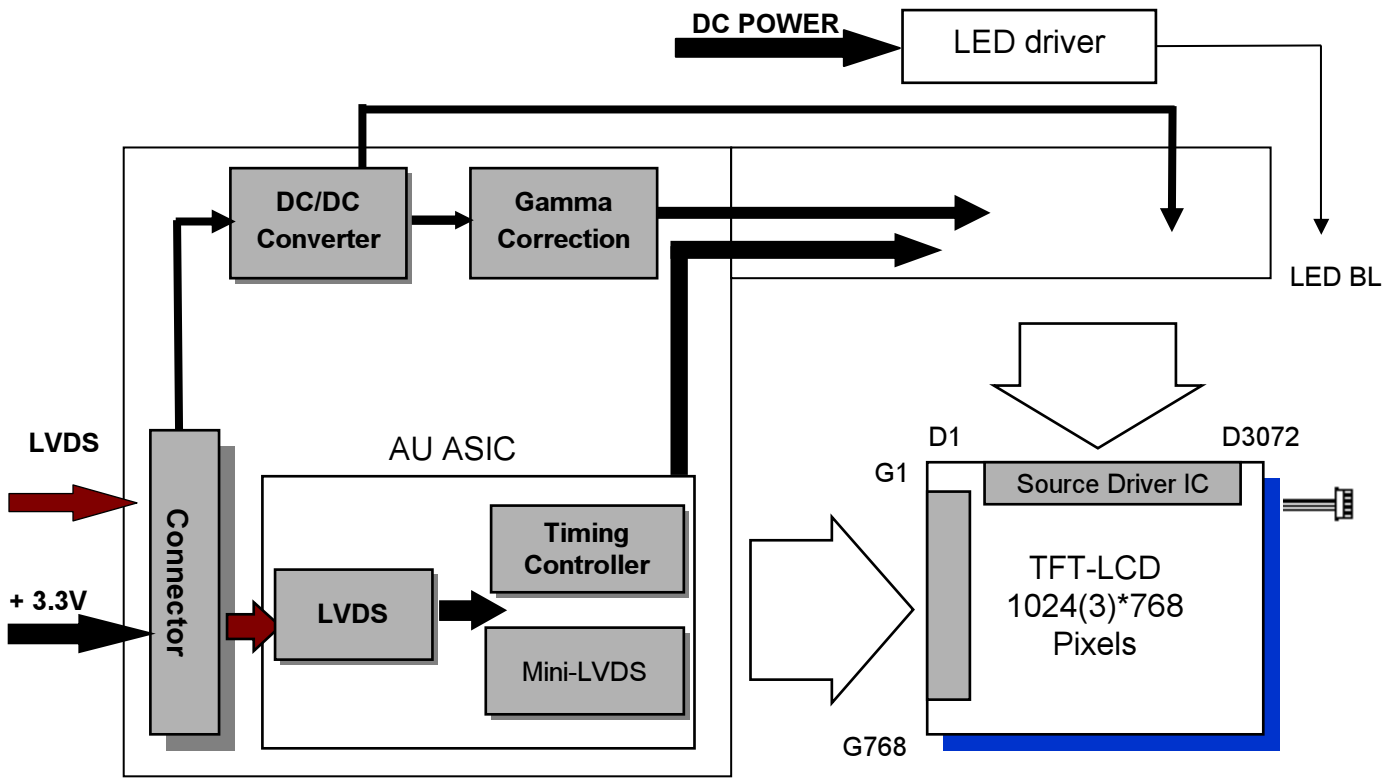 DC POWER
LED driver
DC/DC
Converter
Gamma
Correction
LED BL
LVDS
AU ASIC
D1
D3072
G1
Source Driver IC
Connector
Timing
Controller
TFT-LCD
1024(3)*768
Pixels
+ 3.3V
LVDS
Mini-LVDS
G768